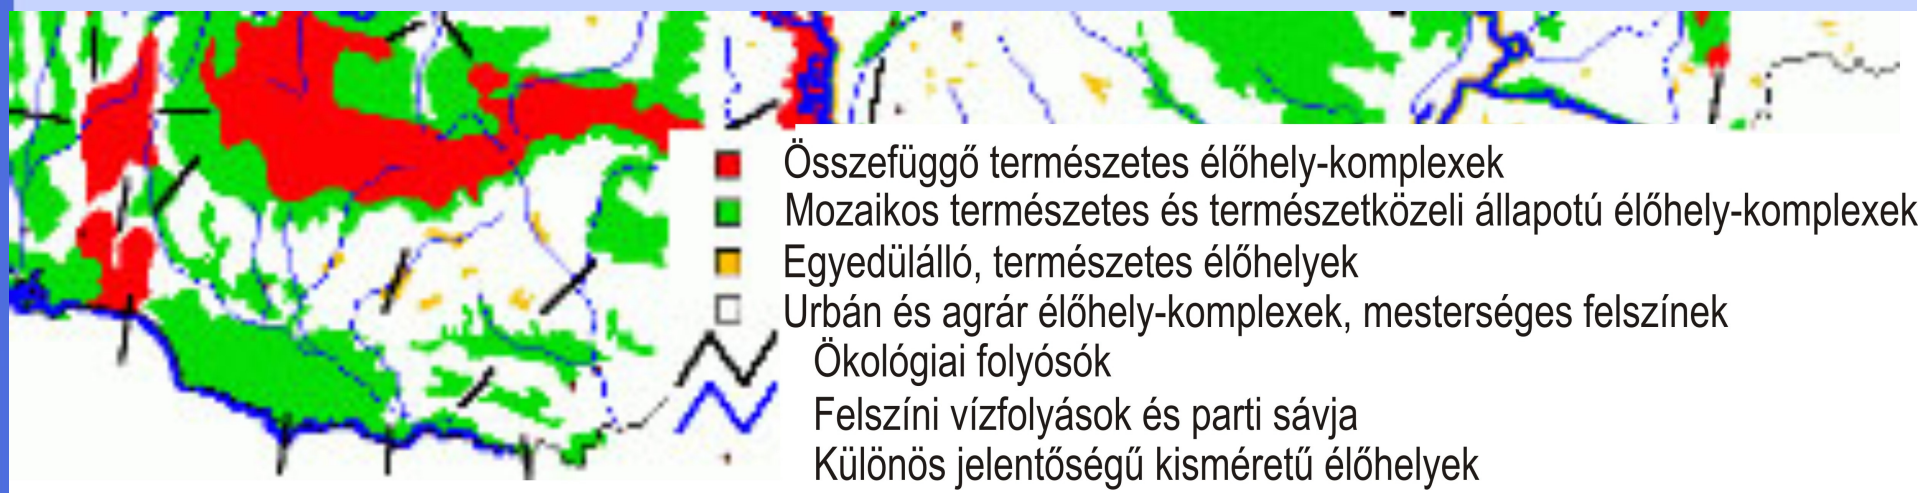 Összefüggő természetes élőhely-komplexek
Mozaikos természetes és természetközeli állapotú élőhely-komplexek
Egyedülálló, természetes élőhelyek
Urbán és agrár élőhely-komplexek, mesterséges felszínek
Ökológiai folyósók
Felszíni vízfolyások és parti sávja
Különös jelentőségű kisméretű élőhelyek